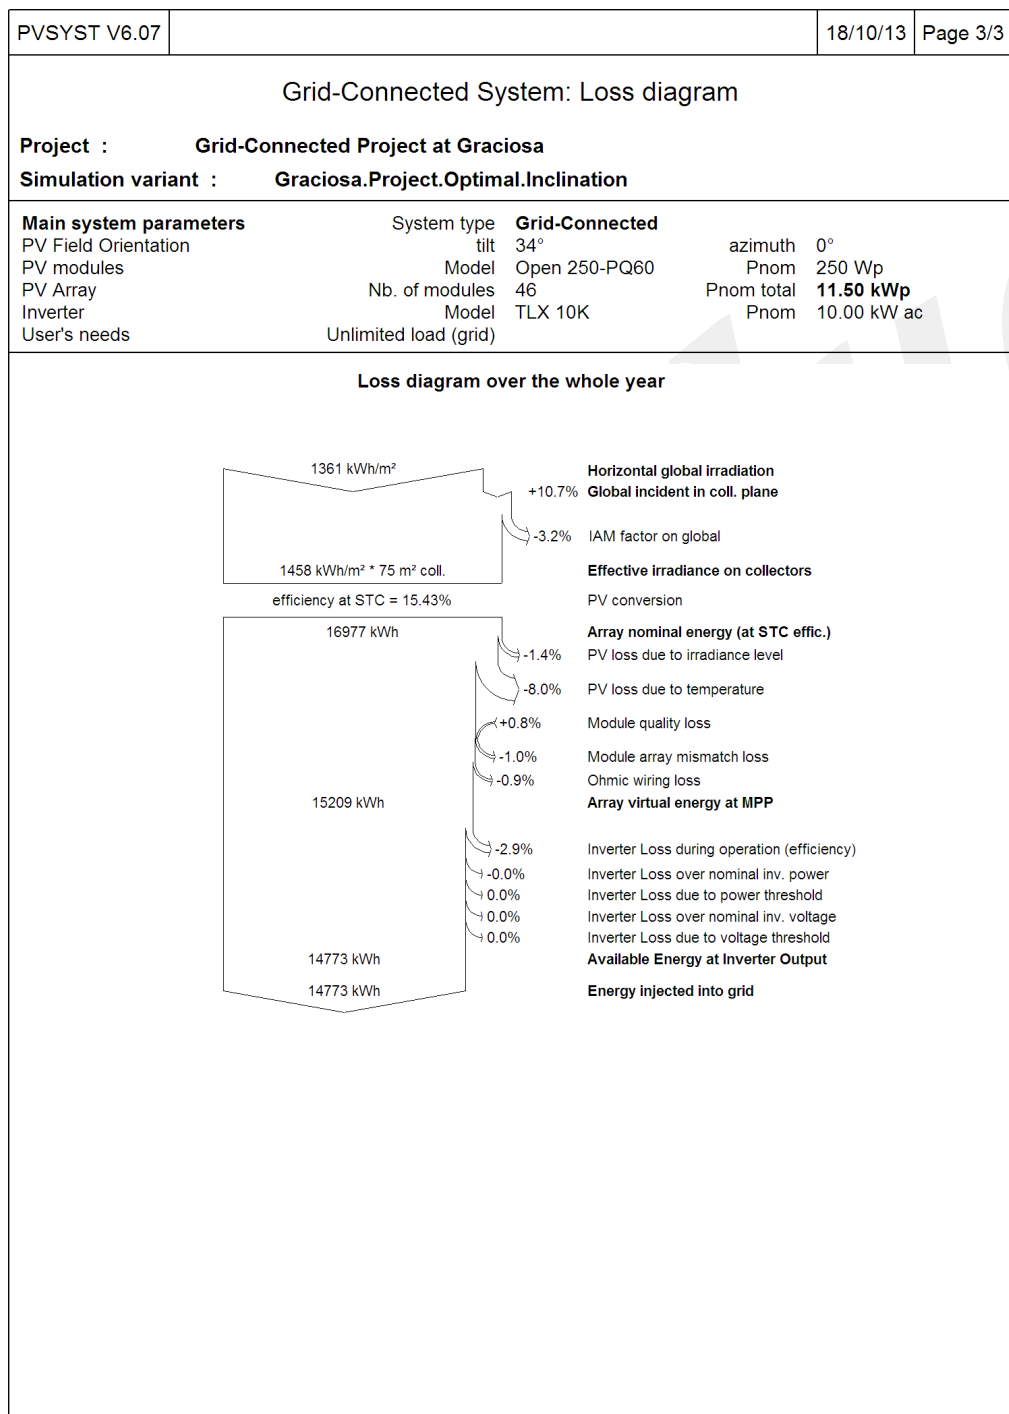 PVSYST V6.07 18/10/13 Page 3/3
Grid-Connected System: Loss diagram
Project : Grid-Connected Project at Graciosa
Simulation variant : Graciosa.Project.Optimal.Inclination
Main system parameters System type Grid-Connected
PV Field Orientation tilt 34° azimuth 0°
PV modules Model Open 250-PQ60 Pnom 250 Wp
PV Array Nb. of modules 46 Pnom total 11.50 kWp
Inverter Model TLX 10K Pnom 10.00 kW ac
User's needs Unlimited load (grid)
Loss diagram over the whole year
1361 kWh/m² Horizontal global irradiation
+10.7% Global incident in coll. plane
-3.2% IAM factor on global
1458 kWh/m² * 75 m² coll. Effective irradiance on collectors
efficiency at STC = 15.43% PV conversion
16977 kWh Array nominal energy (at STC effic.)
-1.4% PV loss due to irradiance level
-8.0% PV loss due to temperature
+0.8% Module quality loss
-1.0% Module array mismatch loss
-0.9% Ohmic wiring loss
15209 kWh Array virtual energy at MPP
-2.9% Inverter Loss during operation (efficiency)
-0.0% Inverter Loss over nominal inv. power
0.0% Inverter Loss due to power threshold
0.0% Inverter Loss over nominal inv. voltage
0.0% Inverter Loss due to voltage threshold
14773 kWh Available Energy at Inverter Output
14773 kWh Energy injected into grid